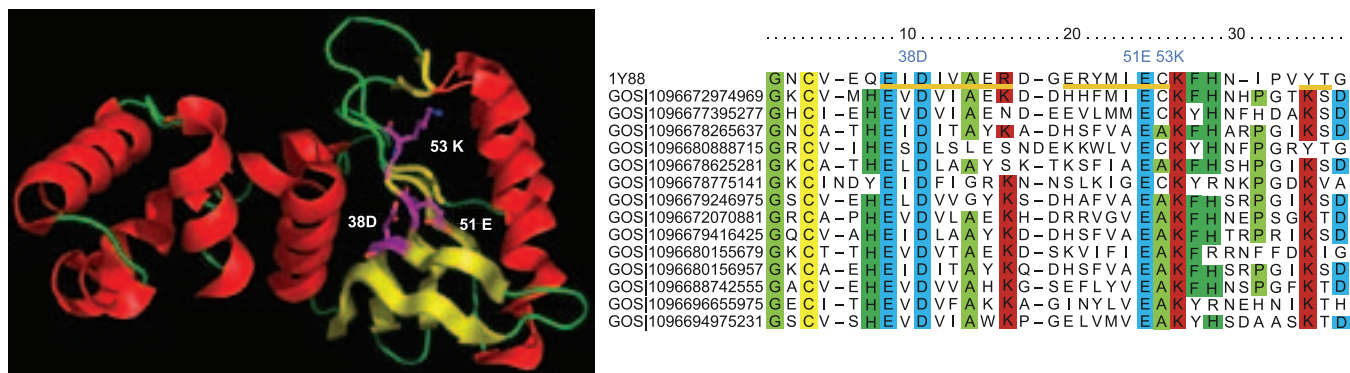 53 K
38D
51 E
10 20 30
38D 51E 53K
1Y88 GNCV–EQEIDIVAERD–GERYMIECKFHN–IPVYTG
GOS|1096672974969 GKCV–MHEVDVIAEKD–DHHFMIECKFHNHPGTKSD
GOS|1096677395277 GHCI–EHEVDVIAEND–EEVLMMECKYHNFHDAKSD
GOS|1096678265637 GNCA–THEIDITAYKA–DHSFVAEAKFHARPGIKSD
GOS|1096680888715 GRCV–IHESDLSLESNDEKKWLVECKYHNFPGRYTG
GOS|1096678625281 GKCA–THELDLAAYSK–TKSFIAEAKFHSHPGIKSD
GOS|1096678775141 GKCINDYEIDFIGRKN–NSLKIGECKYRNKPGDKVA
GOS|1096679246975 GSCV–EHELDVVGYKS–DHAFVAEAKFHSRPGIKSD
GOS|1096672070881 GRCA–PHEVDVLAEKH–DRRVGVEAKFHNEPSGKTD
GOS|1096679416425 GQCV–AHEIDLAAYKD–DHSFVAEAKFHTRPRIKSD
GOS|1096680155679 GKCT–THEVDVTAEKD–SKVIFIEAKFRRNFFDKIG
GOS|1096680156957 GKCA–EHEIDITAYKQ–DHSFVAEAKFHSRPGIKSD
GOS|1096688742555 GACV–EHEVDVVAHKG–SEFLYVEAKFHNSPGFKTD
GOS|1096696655975 GECI–THEVDVFAKKA–GINYLVEAKYRNEHNIKTH
GOS|1096694975231 GSCV–SHEVDVIAWKP–GELVMVEAKYHSDAASKTD